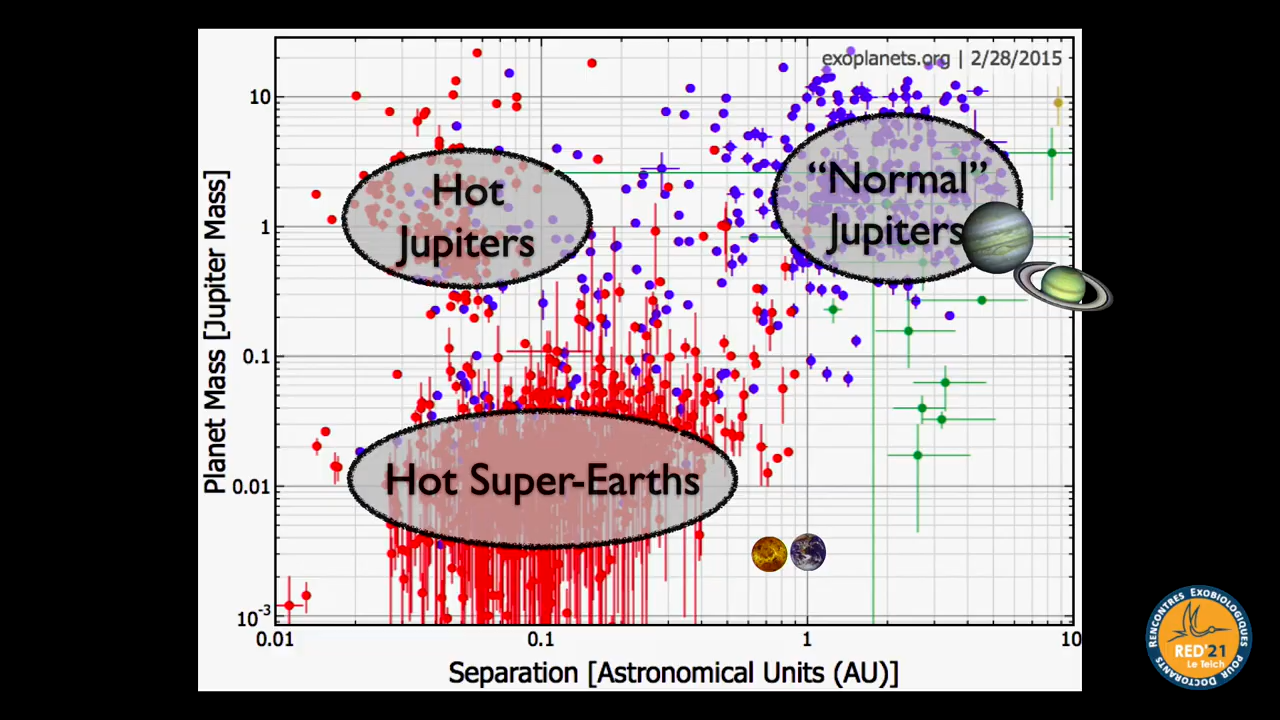 exoplanets.org | 2/28/2015
10
1
0.1
0.01
10-3
Planet Mass [Jupiter Mass]
Hot
Jupiters
“Normal”
Jupiters
Hot Super-Earths
0.01
0.1
1
10
Separation [Astronomical Units (AU)]
RENCONTRES EXOBIOLOGIQUES
POUR DOCTORANTS
RED'21
Le Teich